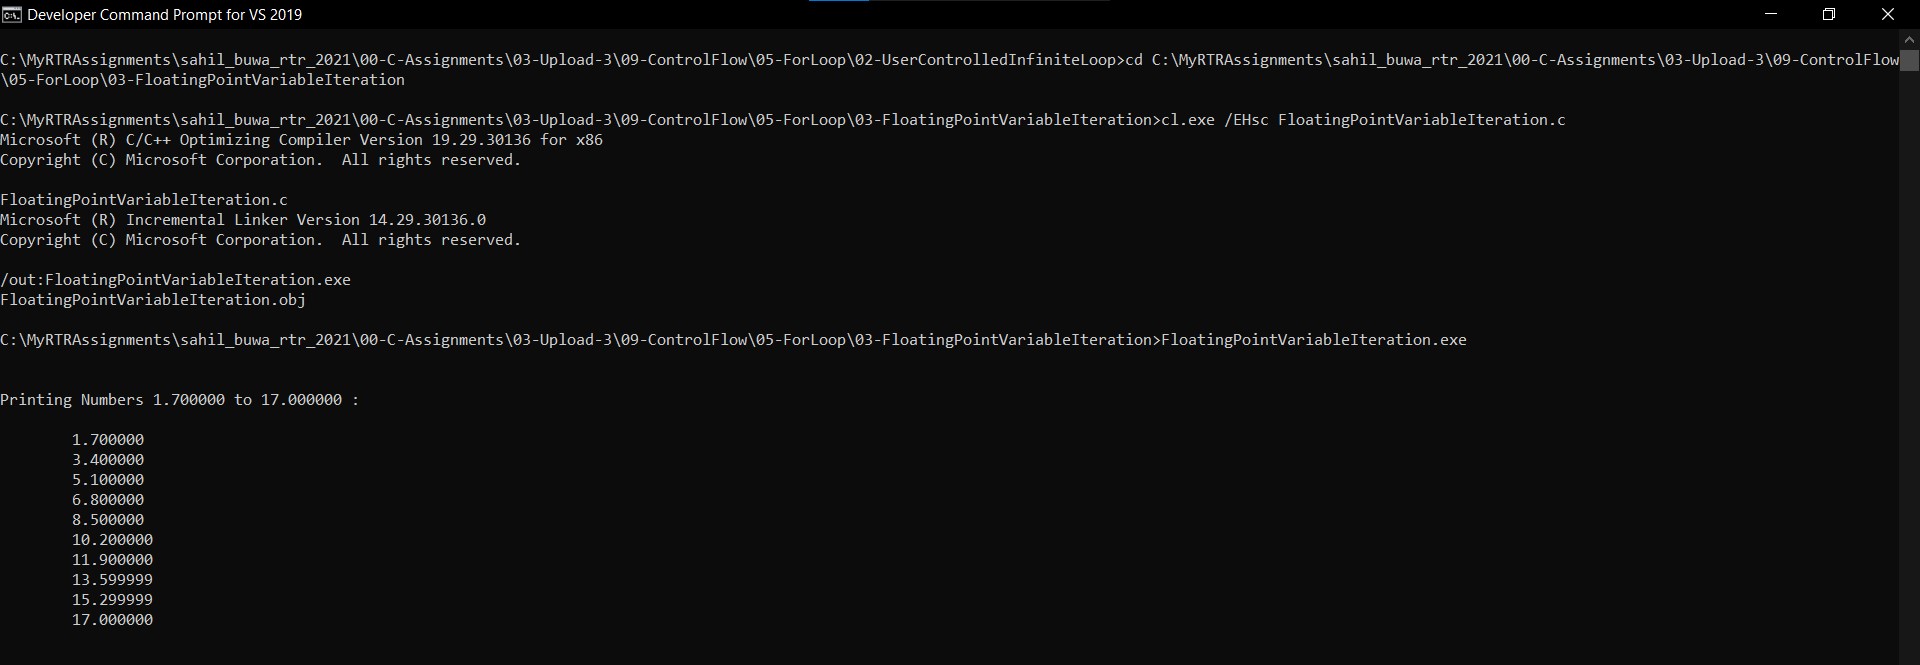 Developer Command Prompt for VS 2019
C:\MyRTRAssignments\sahil_buwa_rtr_2021\00-C-Assignments\03-Upload-3\09-ControlFlow\05-ForLoop\02-UserControlledInfiniteLoop>cd C:\MyRTRAssignments\sahil_buwa_rtr_2021\00-C-Assignments\03-Upload-3\09-ControlFlow
\05-ForLoop\03-FloatingPointVariableIteration
C:\MyRTRAssignments\sahil_buwa_rtr_2021\00-C-Assignments\03-Upload-3\09-ControlFlow\05-ForLoop\03-FloatingPointVariableIteration>cl.exe /EHsc FloatingPointVariableIteration.c
Microsoft (R) C/C++ Optimizing Compiler Version 19.29.30136 for x86
Copyright (C) Microsoft Corporation.  All rights reserved.
FloatingPointVariableIteration.c
Microsoft (R) Incremental Linker Version 14.29.30136.0
Copyright (C) Microsoft Corporation.  All rights reserved.
/out:FloatingPointVariableIteration.exe
FloatingPointVariableIteration.obj
C:\MyRTRAssignments\sahil_buwa_rtr_2021\00-C-Assignments\03-Upload-3\09-ControlFlow\05-ForLoop\03-FloatingPointVariableIteration>FloatingPointVariableIteration.exe
Printing Numbers 1.700000 to 17.000000 :
1.700000
3.400000
5.100000
6.800000
8.500000
10.200000
11.900000
13.599999
15.299999
17.000000